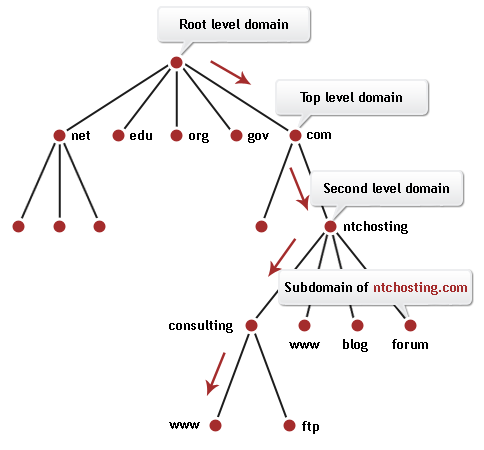 Root level domain
Top level domain
net
edu
org
gov
com
Second level domain
ntchosting
Subdomain of ntchosting.com
consulting
www
blog
forum
www
ftp